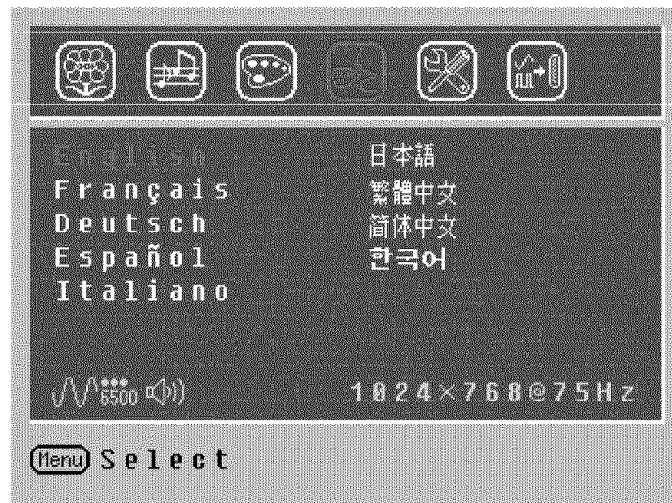 English
Français
Deutsch
Español
Italiano
日本語
繁體中文
简体中文
한국어
6500
1024×768@75Hz
Menu Select